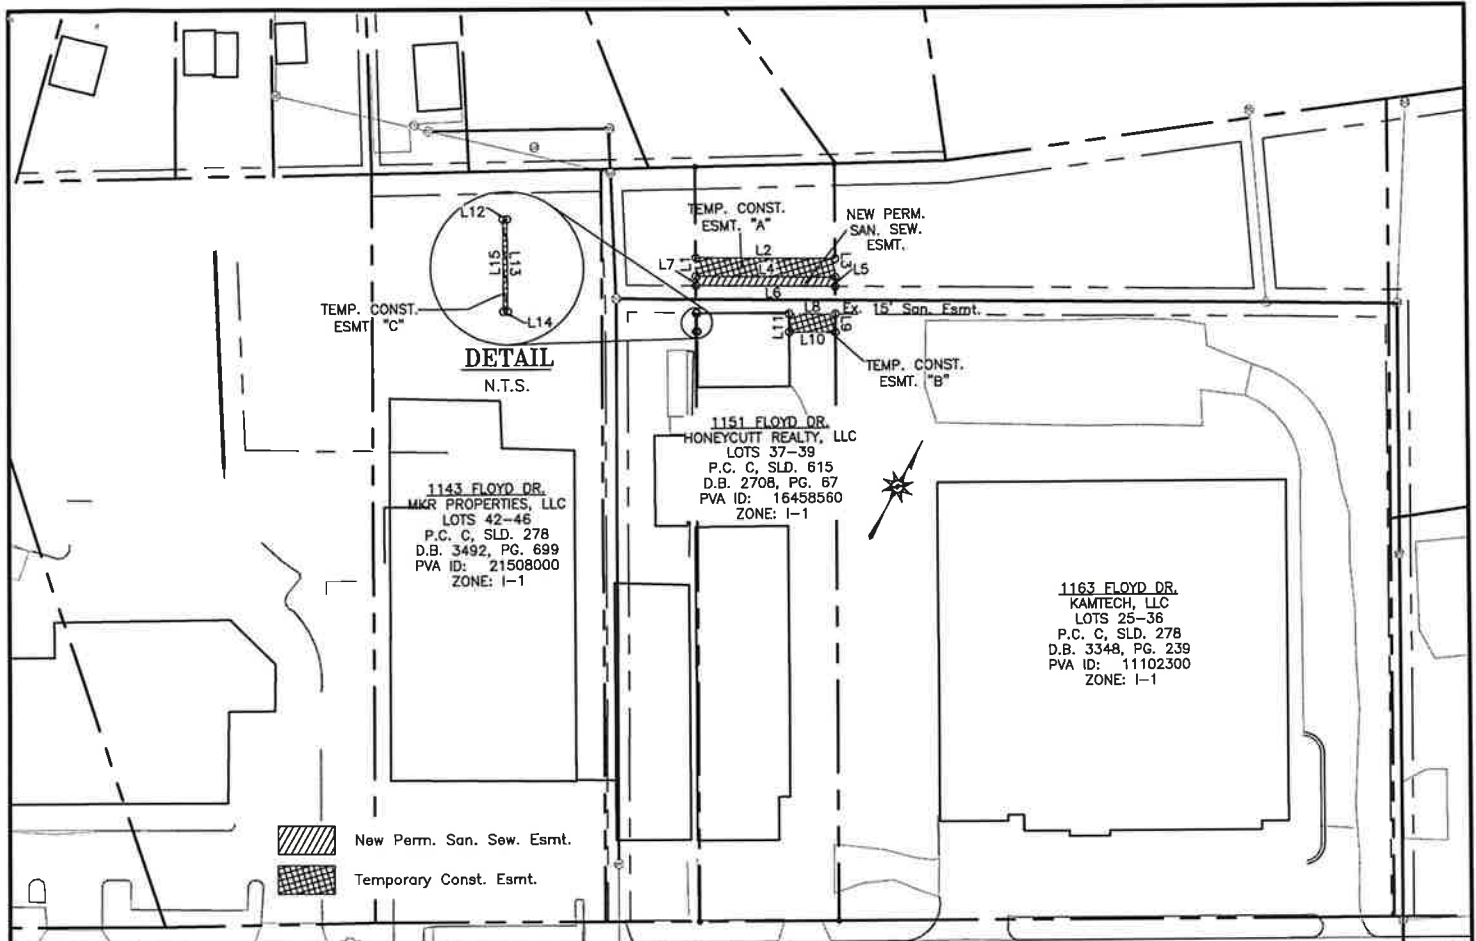 L12
L15
L13
TEMP. CONST.
ESMT "C"
L14
DETAIL
N.T.S.
TEMP. CONST.
ESMT. "A"
NEW PERM.
SAN. SEW.
ESMT.
L1
L2
L3
L7
L4
L5
L6
L8
Ex. 15' San. Esmt.
L11
L9
L10
TEMP. CONST.
ESMT. "B"
1151 FLOYD DR.
HONEYCUTT REALTY, LLC
LOTS 37-39
P.C. C, SLD. 615
D.B. 2708, PG. 67
PVA ID: 16458560
ZONE: I-1
1143 FLOYD DR.
MKR PROPERTIES, LLC
LOTS 42-46
P.C. C, SLD. 278
D.B. 3492, PG. 699
PVA ID: 21508000
ZONE: I-1
1163 FLOYD DR.
KAMTECH, LLC
LOTS 25-36
P.C. C, SLD. 278
D.B. 3348, PG. 239
PVA ID: 11102300
ZONE: I-1
New Perm. San. Sew. Esmt.
Temporary Const. Esmt.